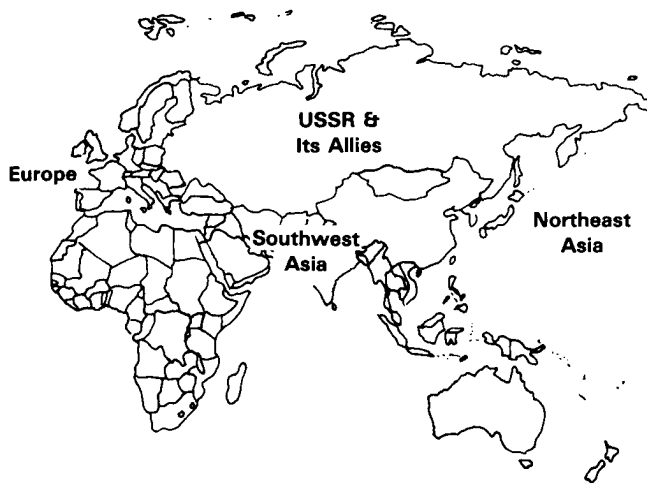 USSR &
Its Allies
Europe
Southwest
Asia
Northeast
Asia